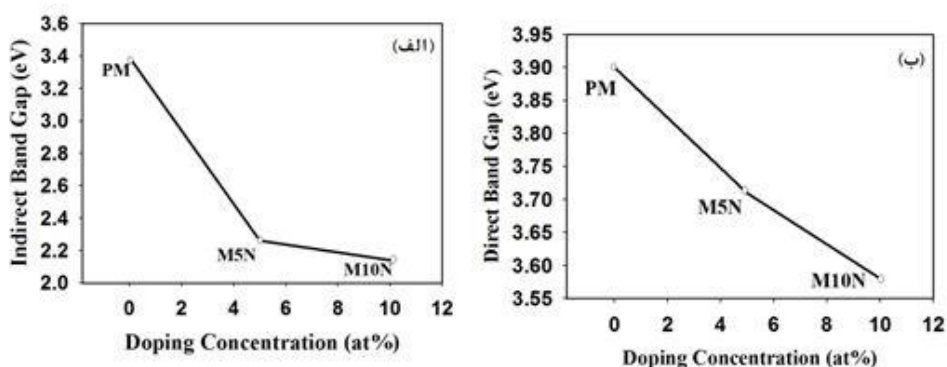 (الف)
Indirect Band Gap (eV)
3.6
3.4
3.2
3.0
2.8
2.6
2.4
2.2
2.0
PM
M5N
M10N
0 2 4 6 8 10 12
Doping Concentration (at%)
(ب)
Direct Band Gap (eV)
3.90
3.85
3.80
3.75
3.70
3.65
3.60
3.55
PM
M5N
M10N
0 2 4 6 8 10 12
Doping Concentration (at%)